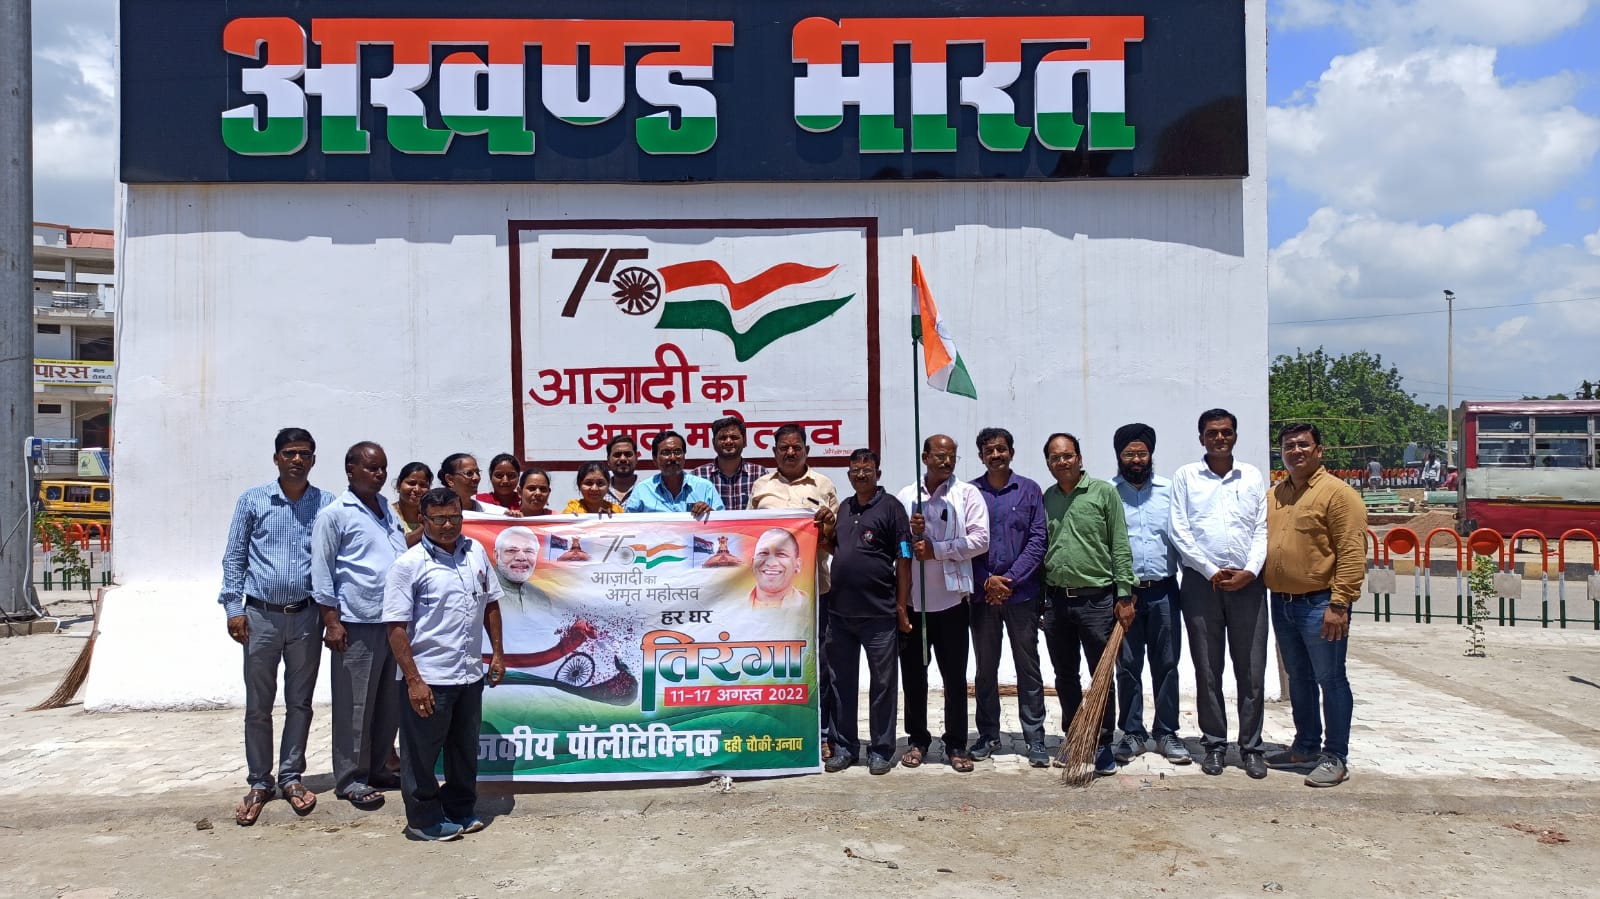 अखण्ड भारत
75
आज़ादी का
अमृत महोत्सव
पारस
75
आज़ादी का
अमृत महोत्सव
हर घर
तिरंगा
11-17 अगस्त 2022
जकीय पॉलीटेक्निक दही चौकी-उन्नाव